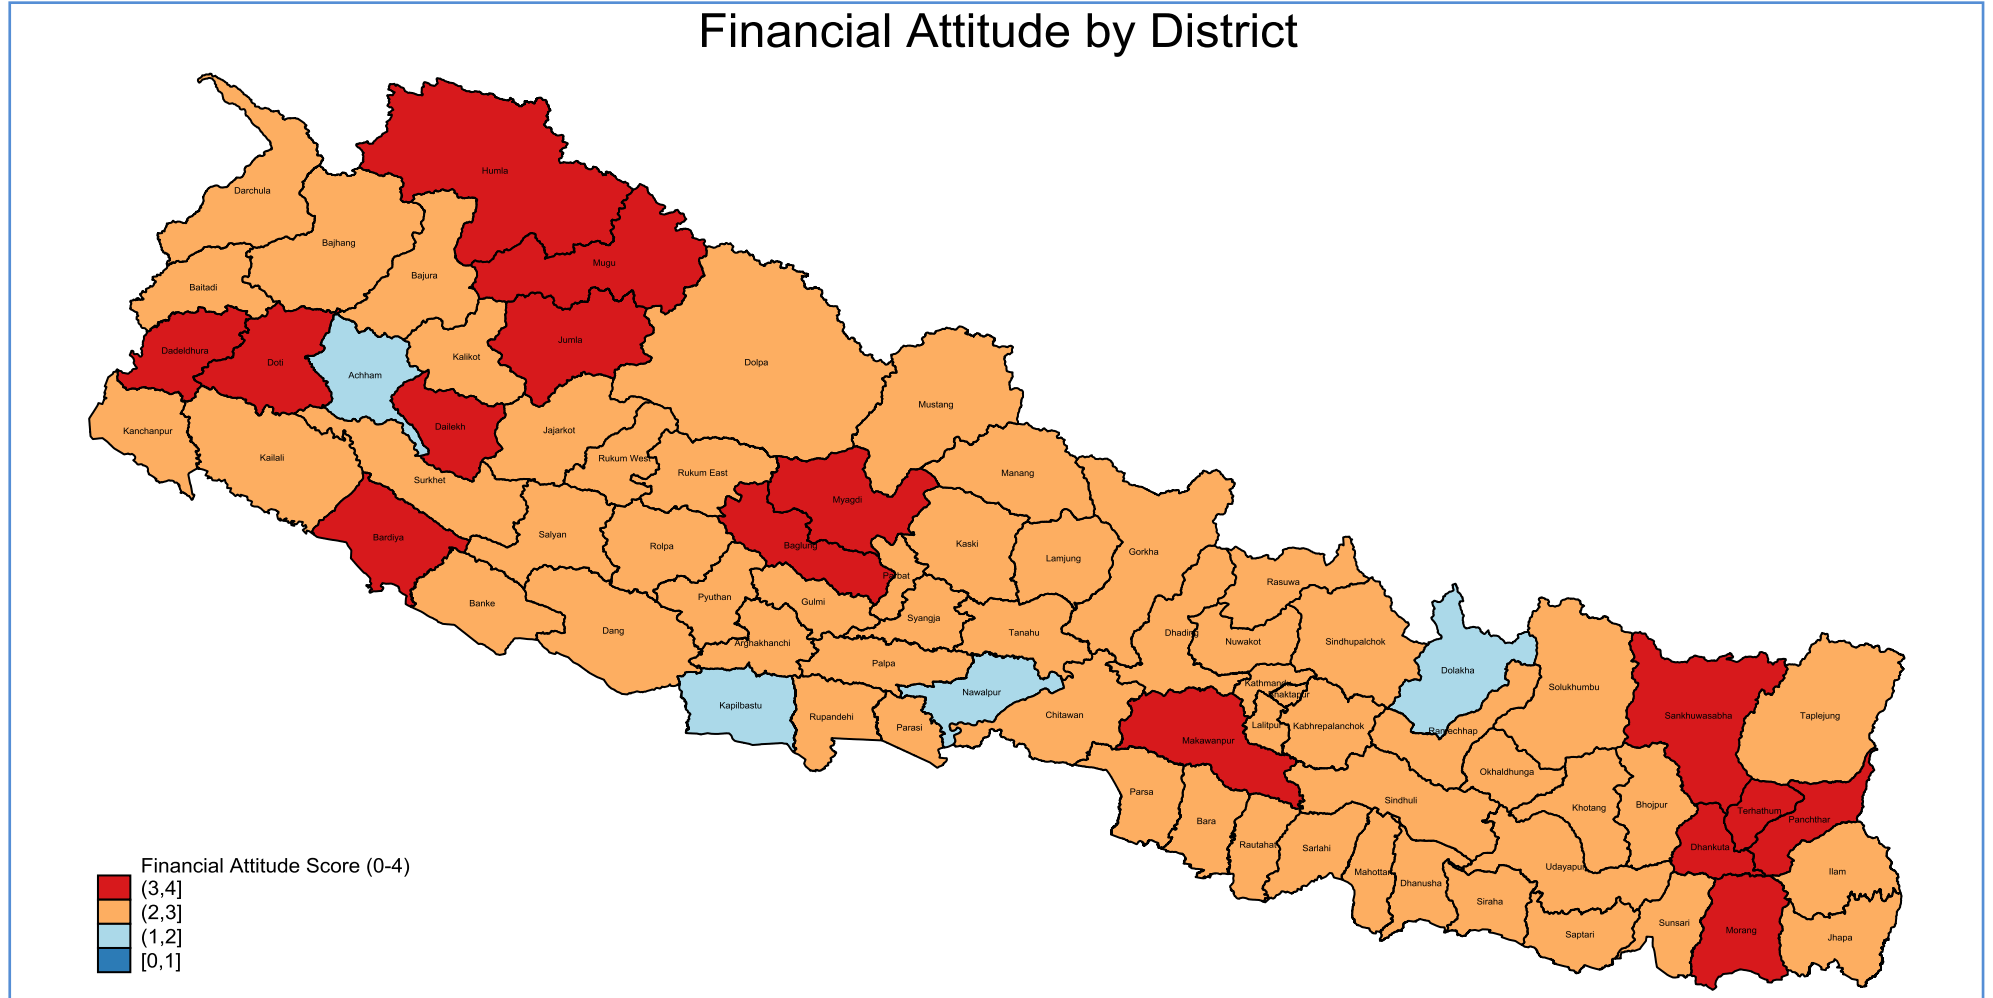 Financial Attitude by District
Humla
Darchula
Bajhang
Mugu
Bajura
Baitadi
Jumla
Dadeldhura
Kalikot
Doti
Dolpa
Achham
Mustang
Dailekh
Kanchanpur
Jajarkot
Kailali
Rukum West
Rukum East
Manang
Surkhet
Myagdi
Salyan
Bardiya
Rolpa
Baglung
Kaski
Gorkha
Lamjung
Parbat
Rasuwa
Pyuthan
Gulmi
Banke
Syangja
Dang
Tanahu
Dhading
Nuwakot
Sindhupalchok
Arghakhanchi
Palpa
Dolakha
Kathmandu
Solukhumbu
Nawalpur
Bhaktapur
Kapilbastu
Chitawan
Sankhuwasabha
Taplejung
Rupandehi
Parasi
Lalitpur
Kabhrepalanchok
Ramechhap
Makawanpur
Okhaldhunga
Parsa
Sindhuli
Bhojpur
Khotang
Terhathum
Panchthar
Bara
Rautahat
Sarlahi
Dhankuta
Udayapur
Mahottari
Ilam
Dhanusha
Siraha
Sunsari
Morang
Saptari
Jhapa
Financial Attitude Score (0-4)
(3,4]
(2,3]
(1,2]
[0,1]